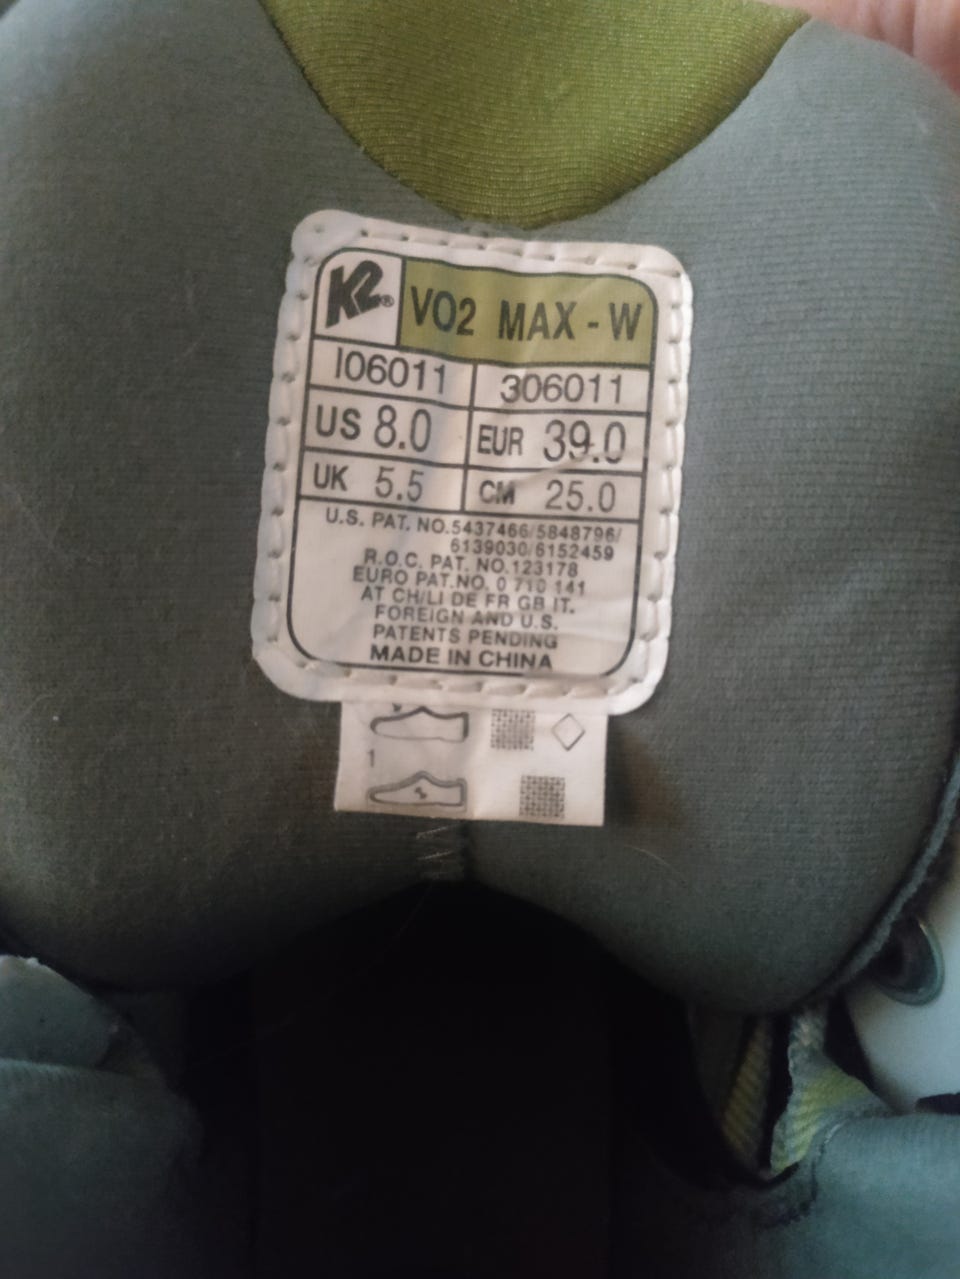 K2® VO2 MAX - W
I06011 306011
US 8.0 EUR 39.0
UK 5.5 CM 25.0
U.S. PAT. NO.5437466/5848796/
6139030/6152459
R.O.C. PAT. NO.123178
EURO PAT.NO. 0 710 141
AT CH/LI DE FR GB IT.
FOREIGN AND U.S.
PATENTS PENDING
MADE IN CHINA
1